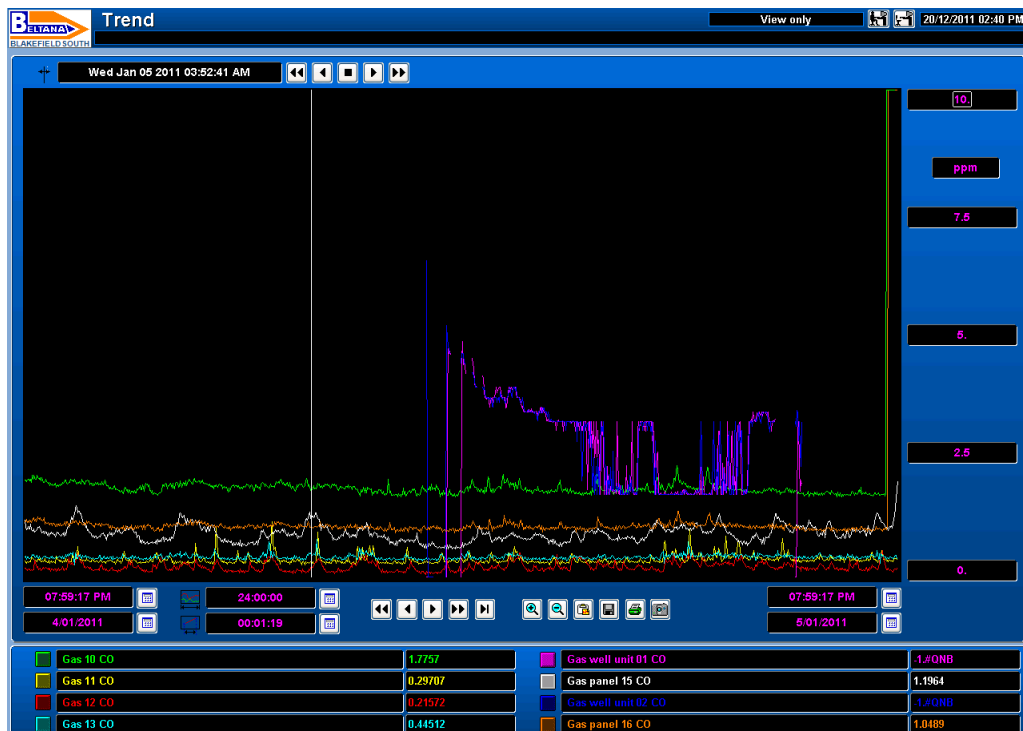 BELTANA
BLAKEFIELD SOUTH
Trend
View only
20/12/2011 02:40 PM
Wed Jan 05 2011 03:52:41 AM
10.
ppm
7.5
5.
2.5
0.
07:59:17 PM
24:00:00
07:59:17 PM
4/01/2011
00:01:19
5/01/2011
Gas 10 CO 1.7757 Gas well unit 01 CO -1.#QNB
Gas 11 CO 0.29707 Gas panel 15 CO 1.1964
Gas 12 CO 0.21572 Gas well unit 02 CO -1.#QNB
Gas 13 CO 0.44512 Gas panel 16 CO 1.0489